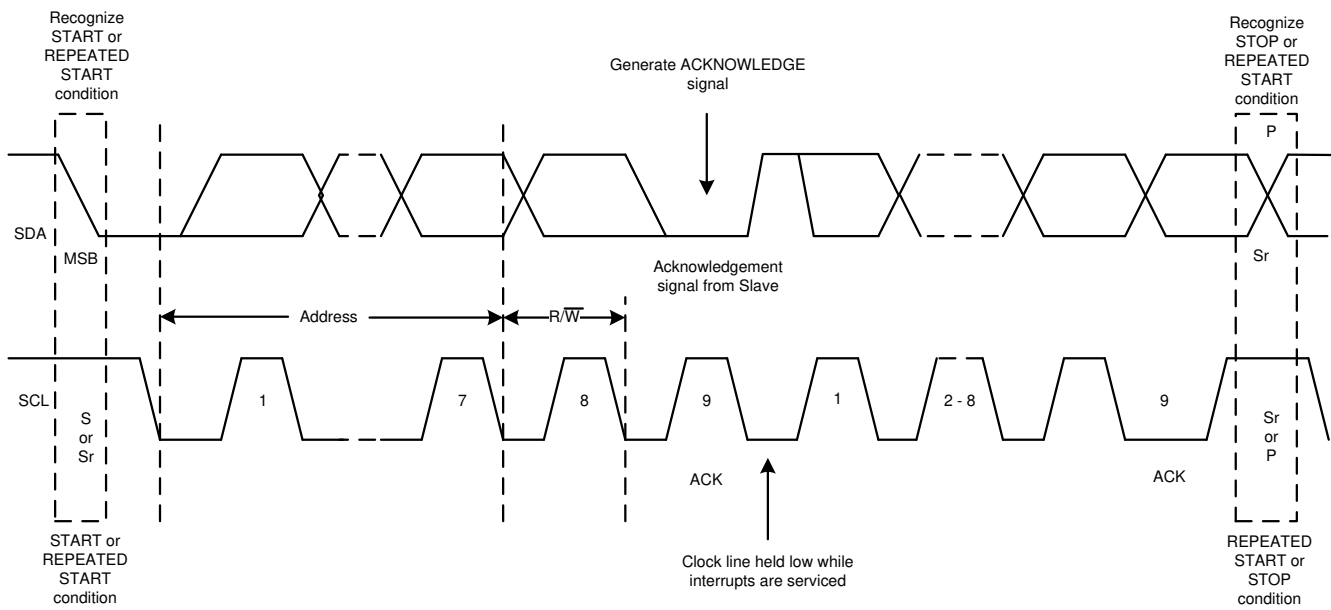 Recognize
START or
REPEATED
START
condition
Generate ACKNOWLEDGE
signal
Recognize
STOP or
REPEATED
START
condition
P
SDA
MSB
Acknowledgement
signal from Slave
Sr
Address
R/W̅
SCL
S
or
Sr
1
7
8
9
1
2 - 8
9
Sr
or
P
ACK
ACK
START or
REPEATED
START
condition
Clock line held low while
interrupts are serviced
REPEATED
START or
STOP
condition